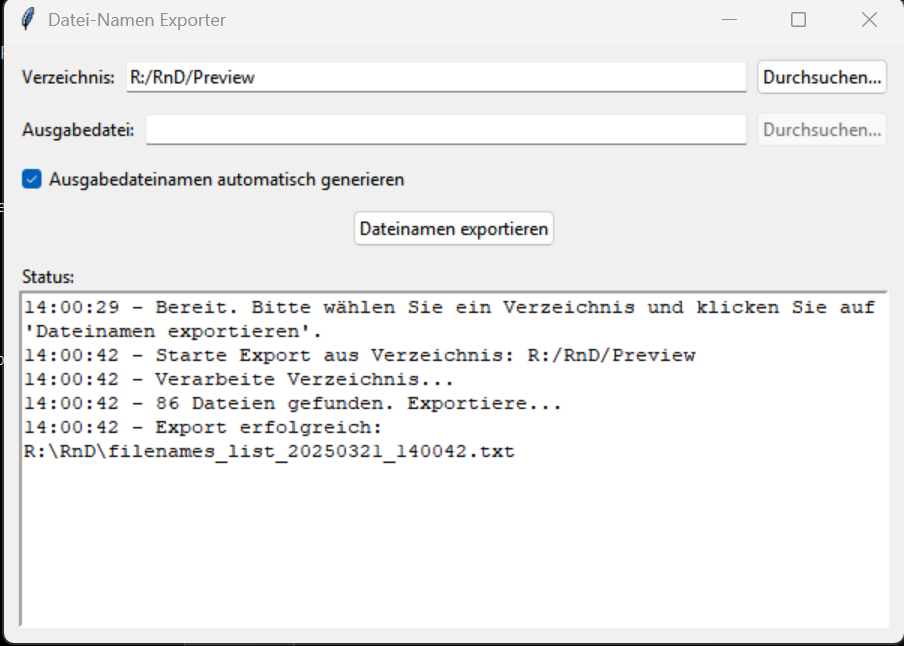 Datei-Namen Exporter
Verzeichnis: R:/RnD/Preview Durchsuchen...
Ausgabedatei: Durchsuchen...
Ausgabedateinamen automatisch generieren
Dateinamen exportieren
Status:
14:00:29 - Bereit. Bitte wählen Sie ein Verzeichnis und klicken Sie auf
'Dateinamen exportieren'.
14:00:42 - Starte Export aus Verzeichnis: R:/RnD/Preview
14:00:42 - Verarbeite Verzeichnis...
14:00:42 - 86 Dateien gefunden. Exportiere...
14:00:42 - Export erfolgreich:
R:\RnD\filenames_list_20250321_140042.txt